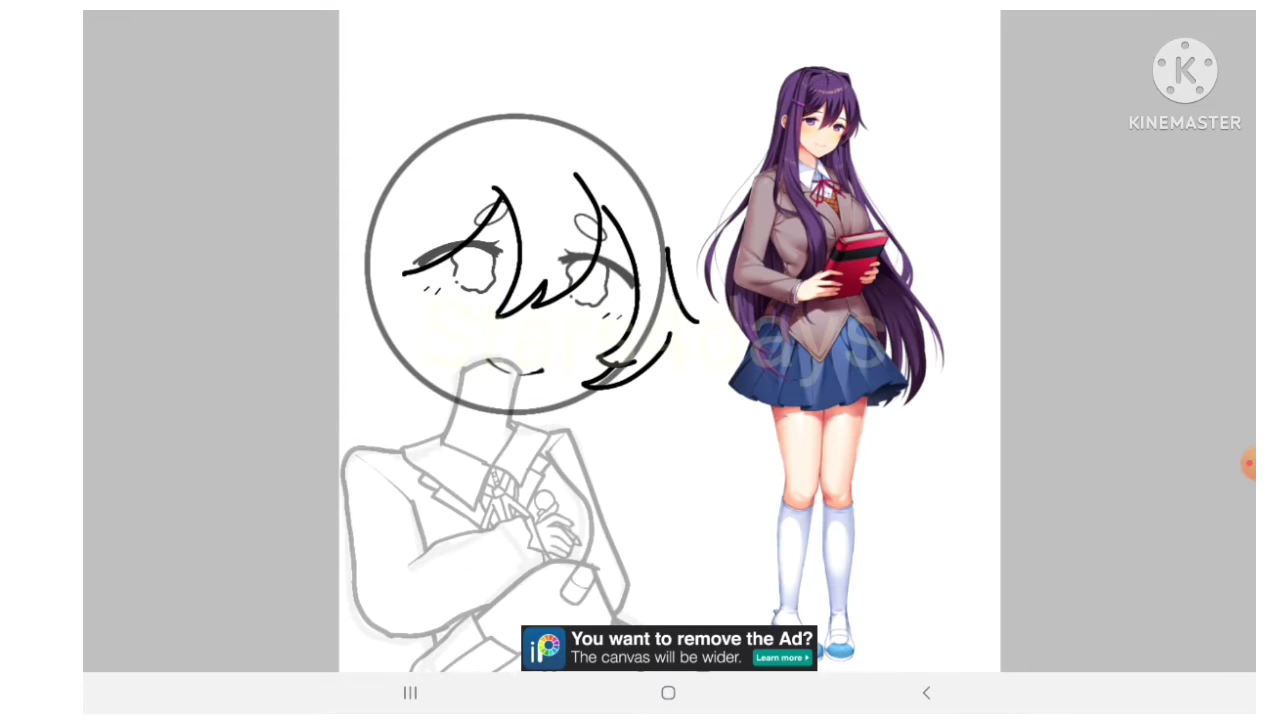 KINEMASTER
You want to remove the Ad?
The canvas will be wider.
Learn more